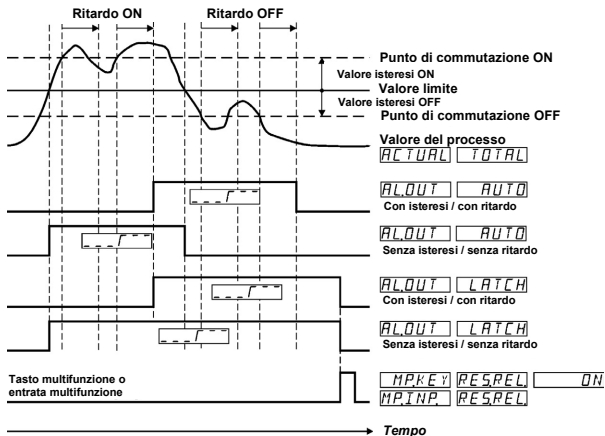 Ritardo ON Ritardo OFF
Punto di commutazione ON
Valore isteresi ON
Valore limite
Valore isteresi OFF
Punto di commutazione OFF
Valore del processo
ACTUAL TOTAL
AL.OUT AUTO
Con isteresi / con ritardo
AL.OUT AUTO
Senza isteresi / senza ritardo
AL.OUT LATCH
Con isteresi / con ritardo
AL.OUT LATCH
Senza isteresi / senza ritardo
Tasto multifunzione o
entrata multifunzione
MP.KEY RES.REL. ON
MP.INP. RES.REL.
Tempo